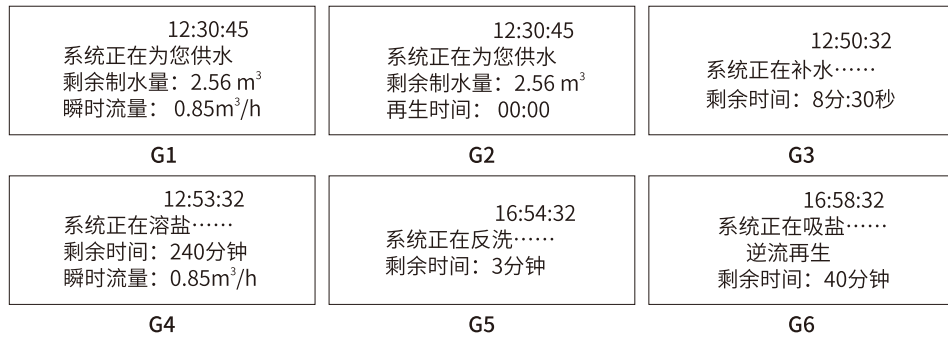 12:30:45
系统正在为您供水
剩余制水量：2.56 m³
瞬时流量： 0.85m³/h
G1
12:30:45
系统正在为您供水
剩余制水量：2.56 m³
再生时间： 00:00
G2
12:50:32
系统正在补水……
剩余时间：8分:30秒
G3
12:53:32
系统正在溶盐……
剩余时间：240分钟
瞬时流量：0.85m³/h
G4
16:54:32
系统正在反洗……
剩余时间：3分钟
G5
16:58:32
系统正在吸盐……
逆流再生
剩余时间：40分钟
G6